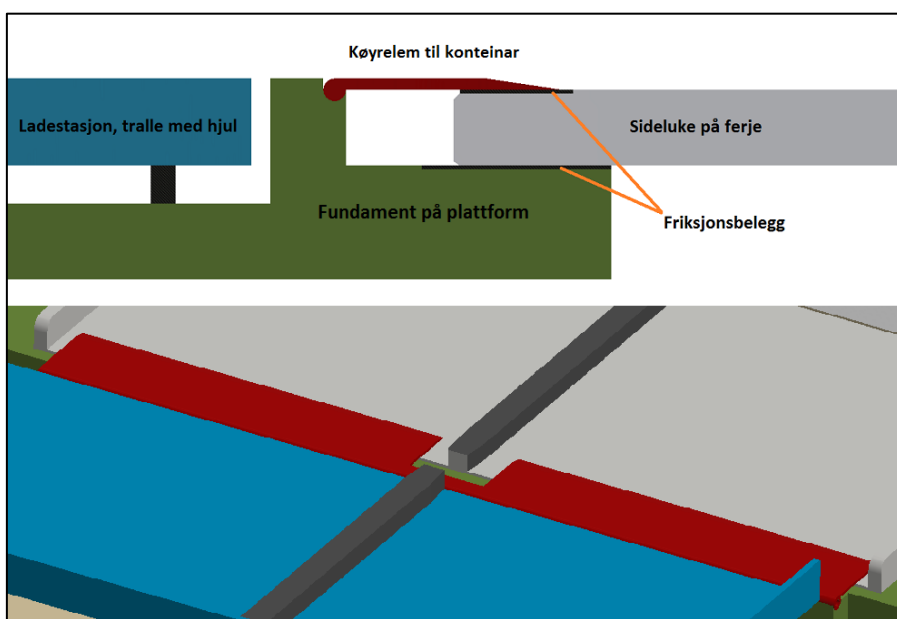 Køyrelem til konteinar
Ladestasjon, tralle med hjul
Sideluke på ferje
Fundament på plattform
Friksjonsbelegg